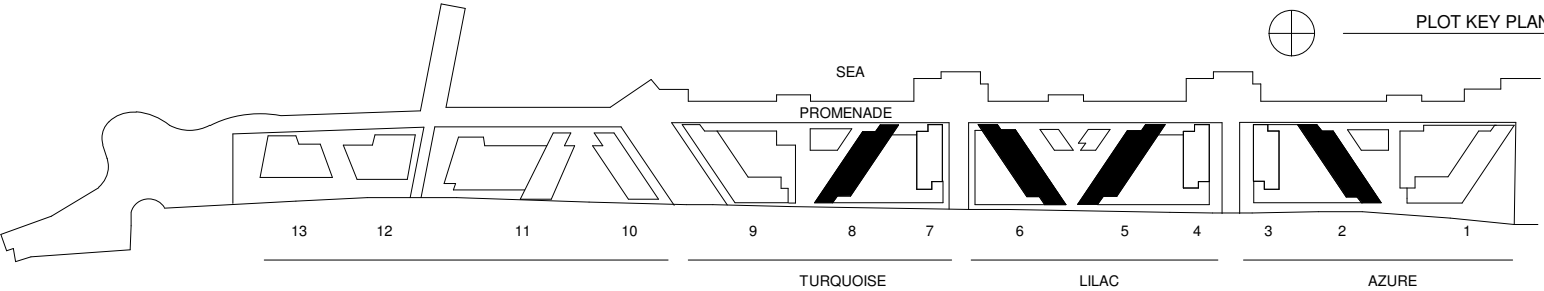 PLOT KEY PLAN
SEA
PROMENADE
13 12 11 10 9 8 7 6 5 4 3 2 1
TURQUOISE LILAC AZURE